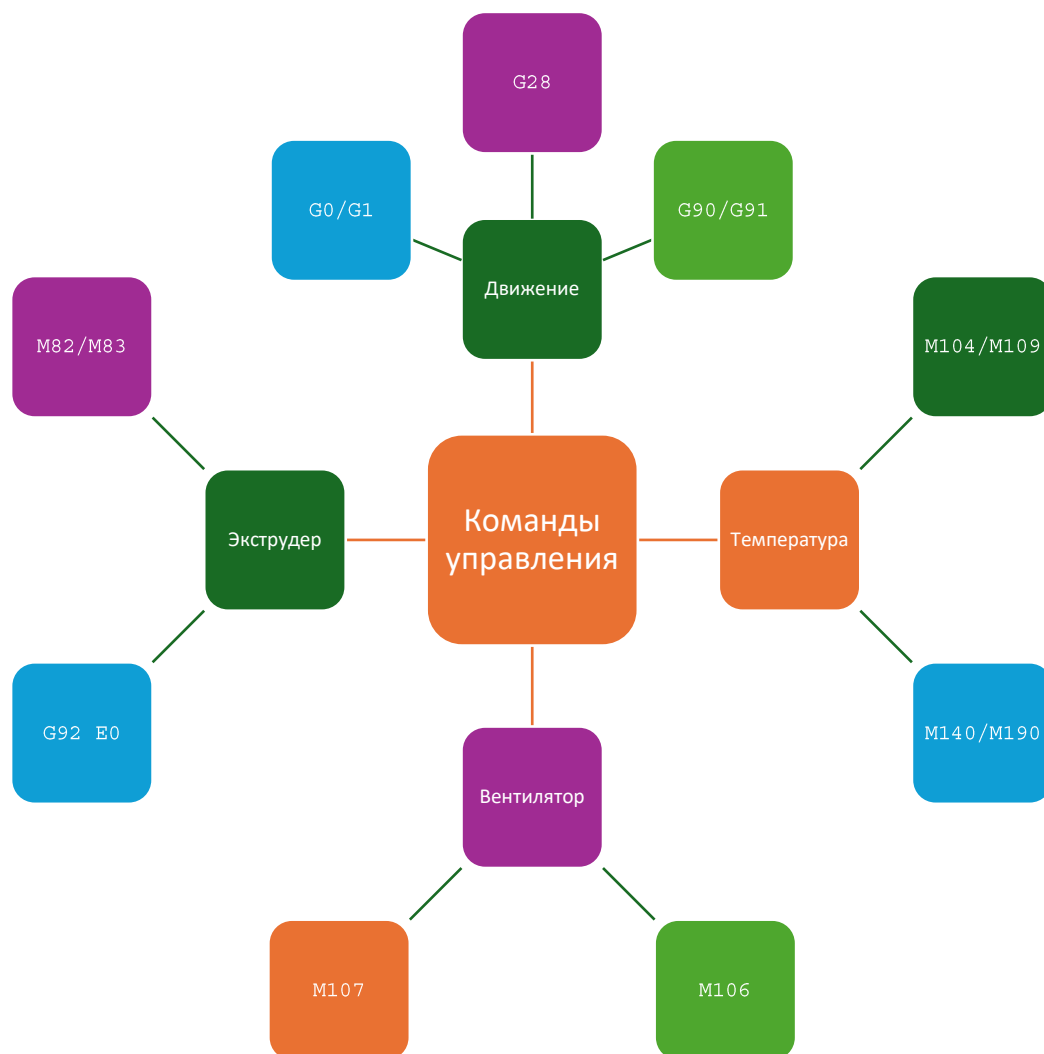 G28
G0/G1
G90/G91
Движение
M82/M83
M104/M109
Экструдер
Команды
управления
Температура
G92 E0
M140/M190
Вентилятор
M107
M106